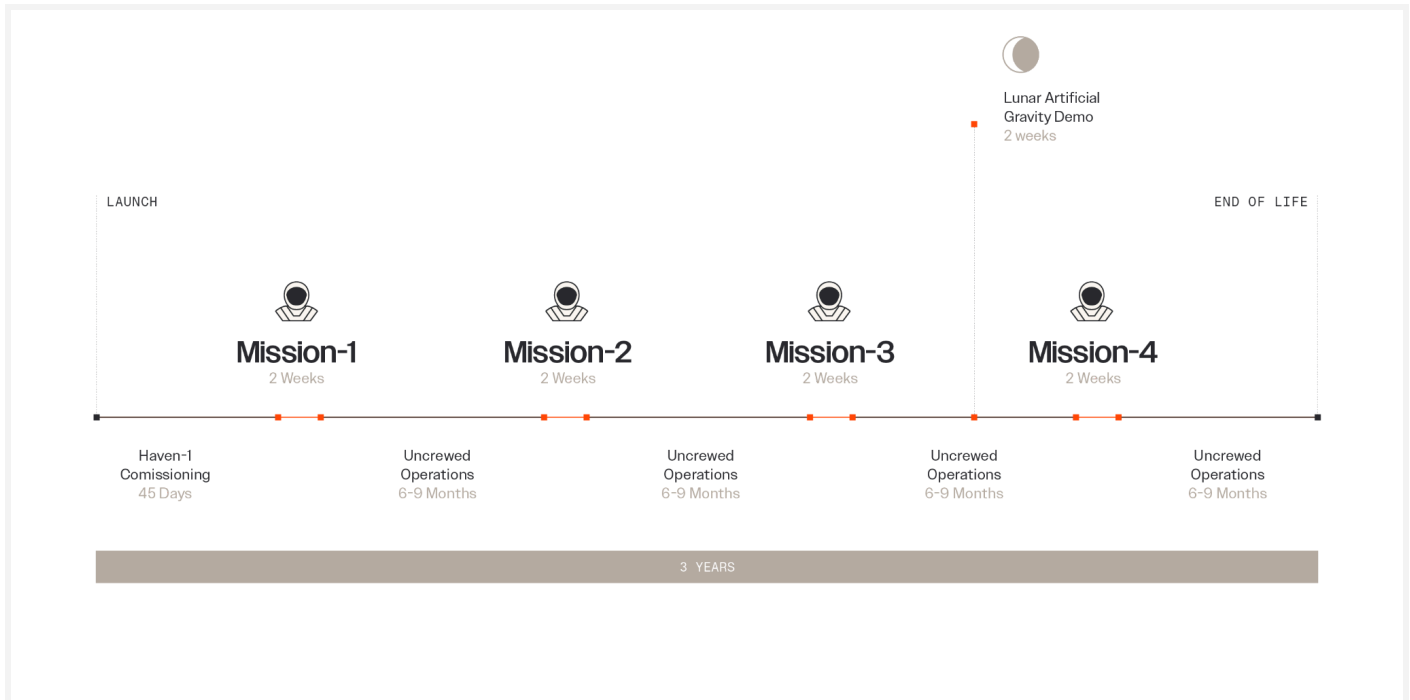 Lunar Artificial
Gravity Demo
2 weeks
LAUNCH
END OF LIFE
Mission-1
2 Weeks
Mission-2
2 Weeks
Mission-3
2 Weeks
Mission-4
2 Weeks
Haven-1
Comissioning
45 Days
Uncrewed
Operations
6-9 Months
Uncrewed
Operations
6-9 Months
Uncrewed
Operations
6-9 Months
Uncrewed
Operations
6-9 Months
3 YEARS